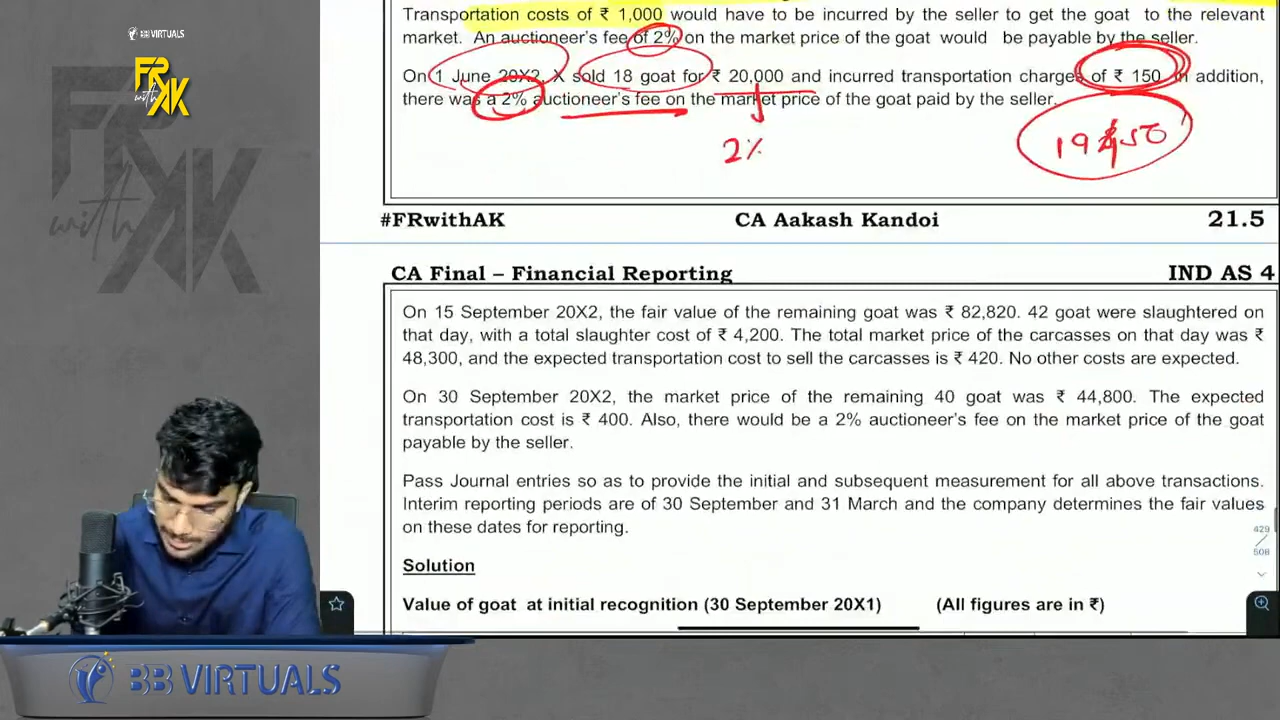 Transportation costs of ₹ 1,000 would have to be incurred by the seller to get the goat to the relevant
market. An auctioneer's fee of 2% on the market price of the goat would be payable by the seller.
On 1 June 20X2, X sold 18 goat for ₹ 20,000 and incurred transportation charges of ₹ 150. In addition,
there was a 2% auctioneer's fee on the market price of the goat paid by the seller.
2%
#FRwithAK CA Aakash Kandoi 21.5
CA Final – Financial Reporting IND AS 4
On 15 September 20X2, the fair value of the remaining goat was ₹ 82,820. 42 goat were slaughtered on
that day, with a total slaughter cost of ₹ 4,200. The total market price of the carcasses on that day was ₹
48,300, and the expected transportation cost to sell the carcasses is ₹ 420. No other costs are expected.
On 30 September 20X2, the market price of the remaining 40 goat was ₹ 44,800. The expected
transportation cost is ₹ 400. Also, there would be a 2% auctioneer's fee on the market price of the goat
payable by the seller.
Pass Journal entries so as to provide the initial and subsequent measurement for all above transactions.
Interim reporting periods are of 30 September and 31 March and the company determines the fair values
on these dates for reporting.
429
/
508
Solution
Value of goat at initial recognition (30 September 20X1) (All figures are in ₹)
BB VIRTUALS
FR
with
AK
FR
with
AK
BB VIRTUALS